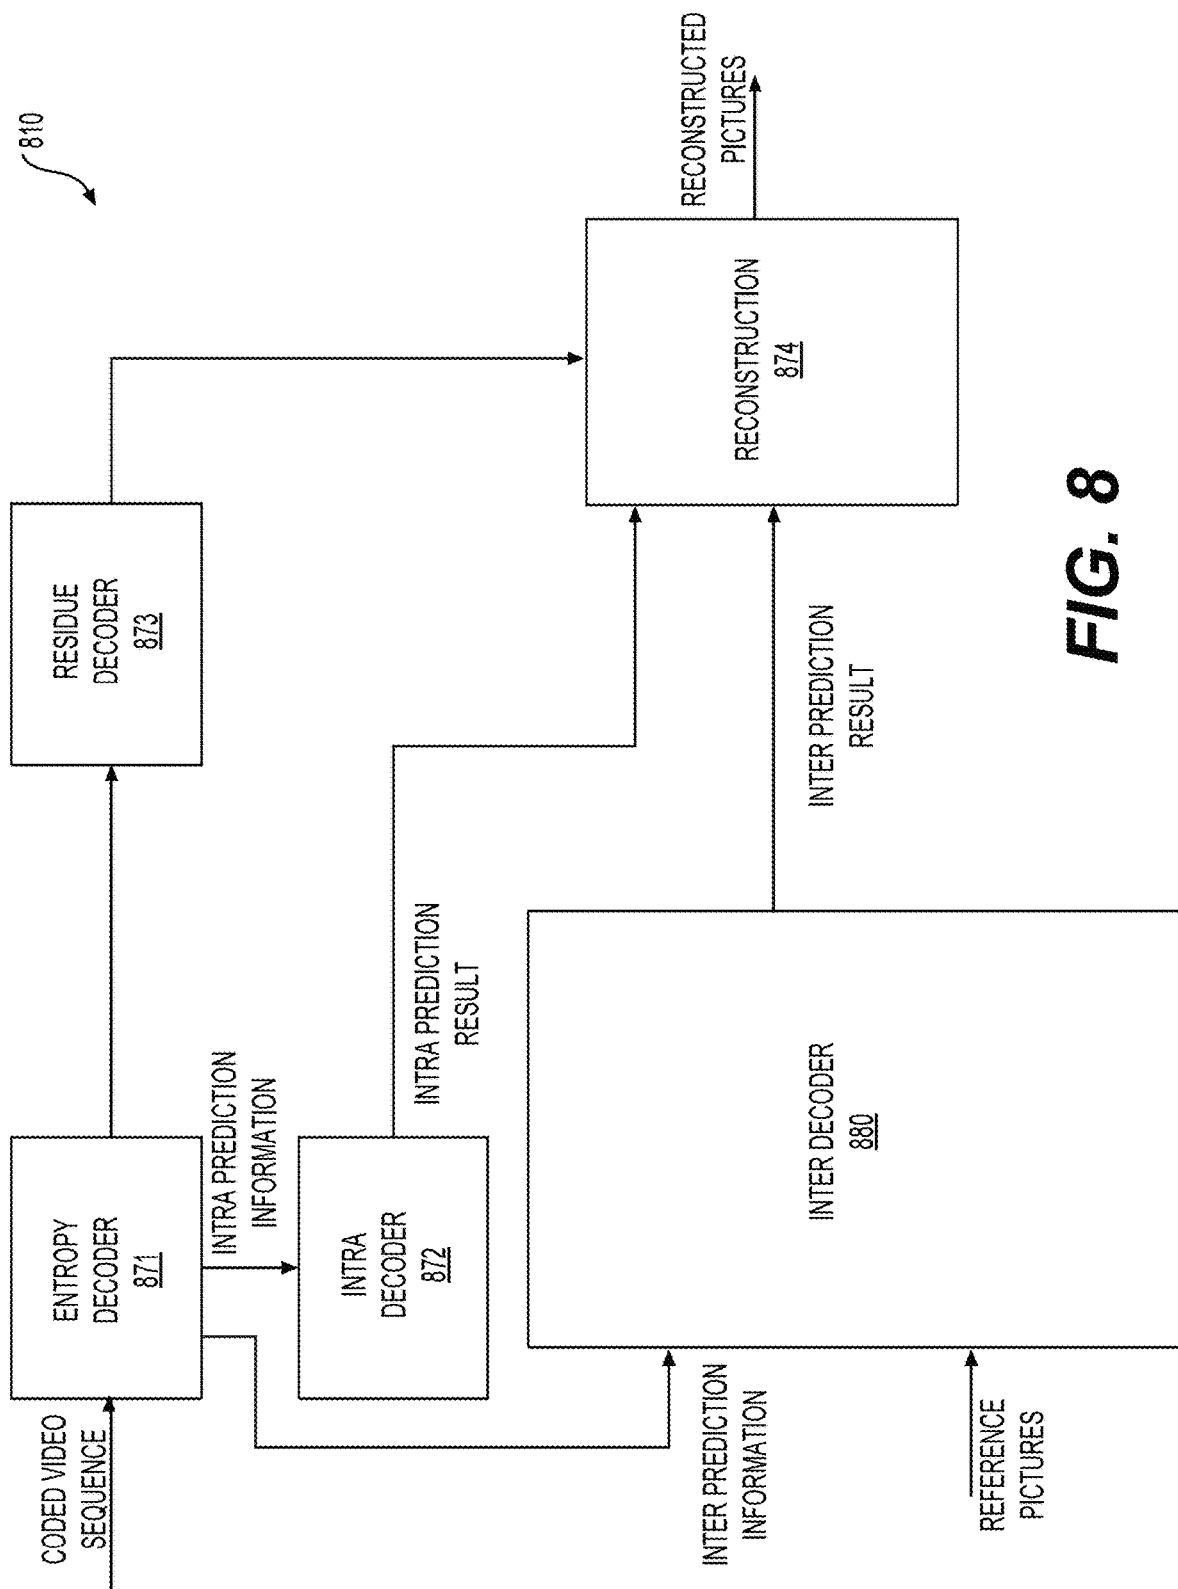 810
CODED VIDEO
SEQUENCE
ENTROPY
DECODER
871
RESIDUE
DECODER
873
INTRA PREDICTION
INFORMATION
INTRA
DECODER
872
INTRA PREDICTION
RESULT
RECONSTRUCTED
PICTURES
RECONSTRUCTION
874
INTER PREDICTION
INFORMATION
INTER DECODER
880
INTER PREDICTION
RESULT
REFERENCE
PICTURES
FIG. 8